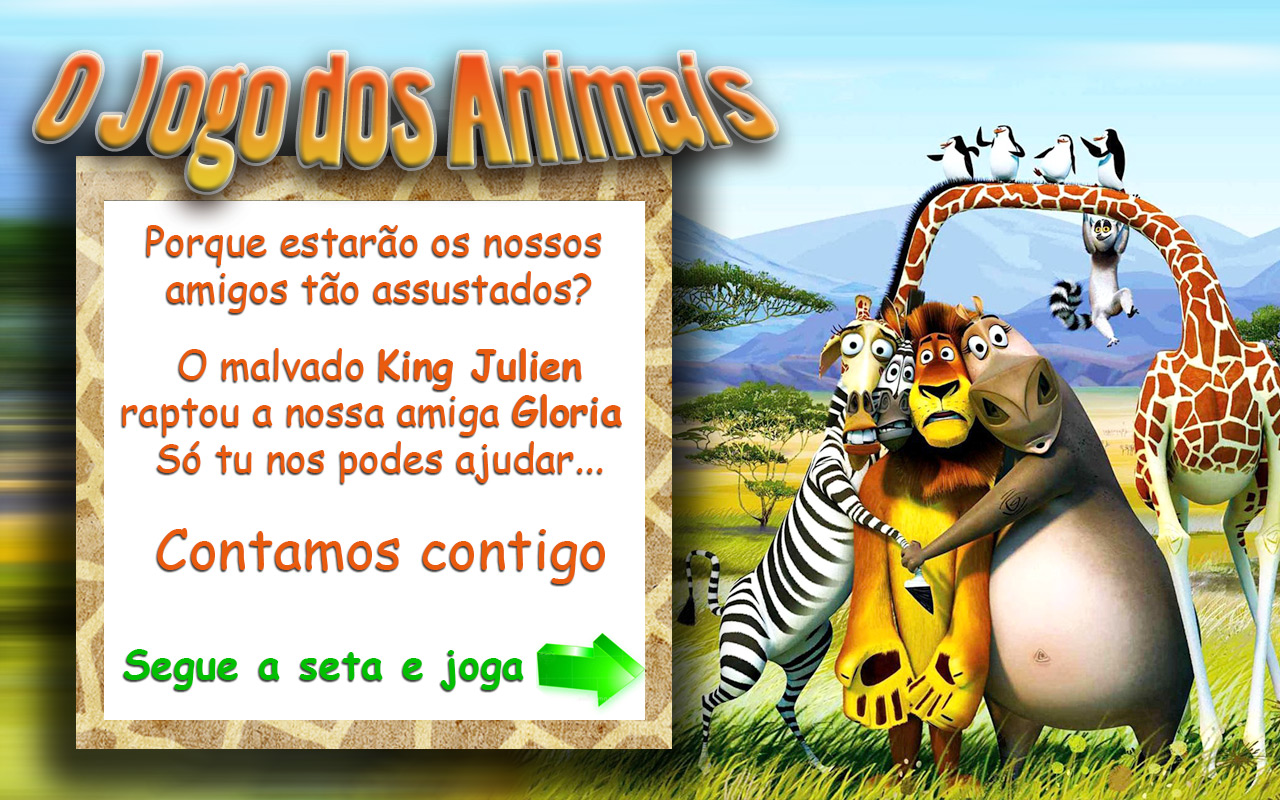 O Jogo dos Animais
Porque estarão os nossos
amigos tão assustados?
O malvado King Julien
raptou a nossa amiga Gloria
Só tu nos podes ajudar...
Contamos contigo
Segue a seta e joga